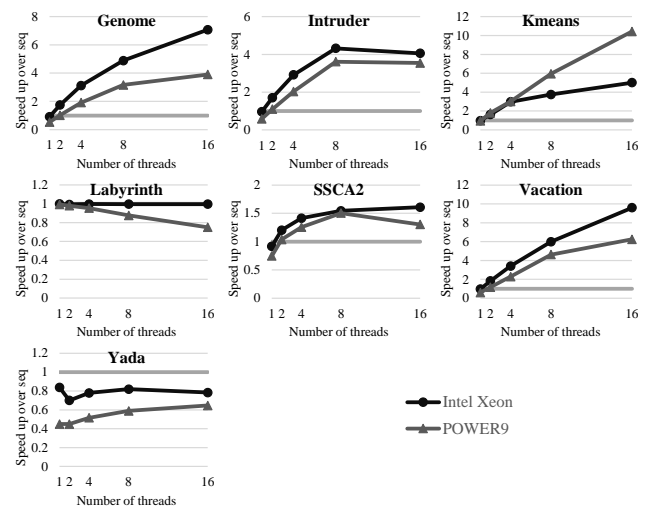 Genome
Speed up over seq
8
6
4
2
0
1 2 4 8 16
Number of threads
Intruder
Speed up over seq
6
4
2
0
1 2 4 8 16
Number of threads
Kmeans
Speed up over seq
12
10
8
6
4
2
0
1 2 4 8 16
Number of threads
Labyrinth
Speed up over seq
1.2
1
0.8
0.6
0.4
0.2
0
1 2 4 8 16
Number of threads
SSCA2
Speed up over seq
2
1.5
1
0.5
0
1 2 4 8 16
Number of threads
Vacation
Speed up over seq
12
10
8
6
4
2
0
1 2 4 8 16
Number of threads
Yada
Speed up over seq
1.2
1
0.8
0.6
0.4
0.2
0
1 2 4 8 16
Number of threads
Intel Xeon
POWER9